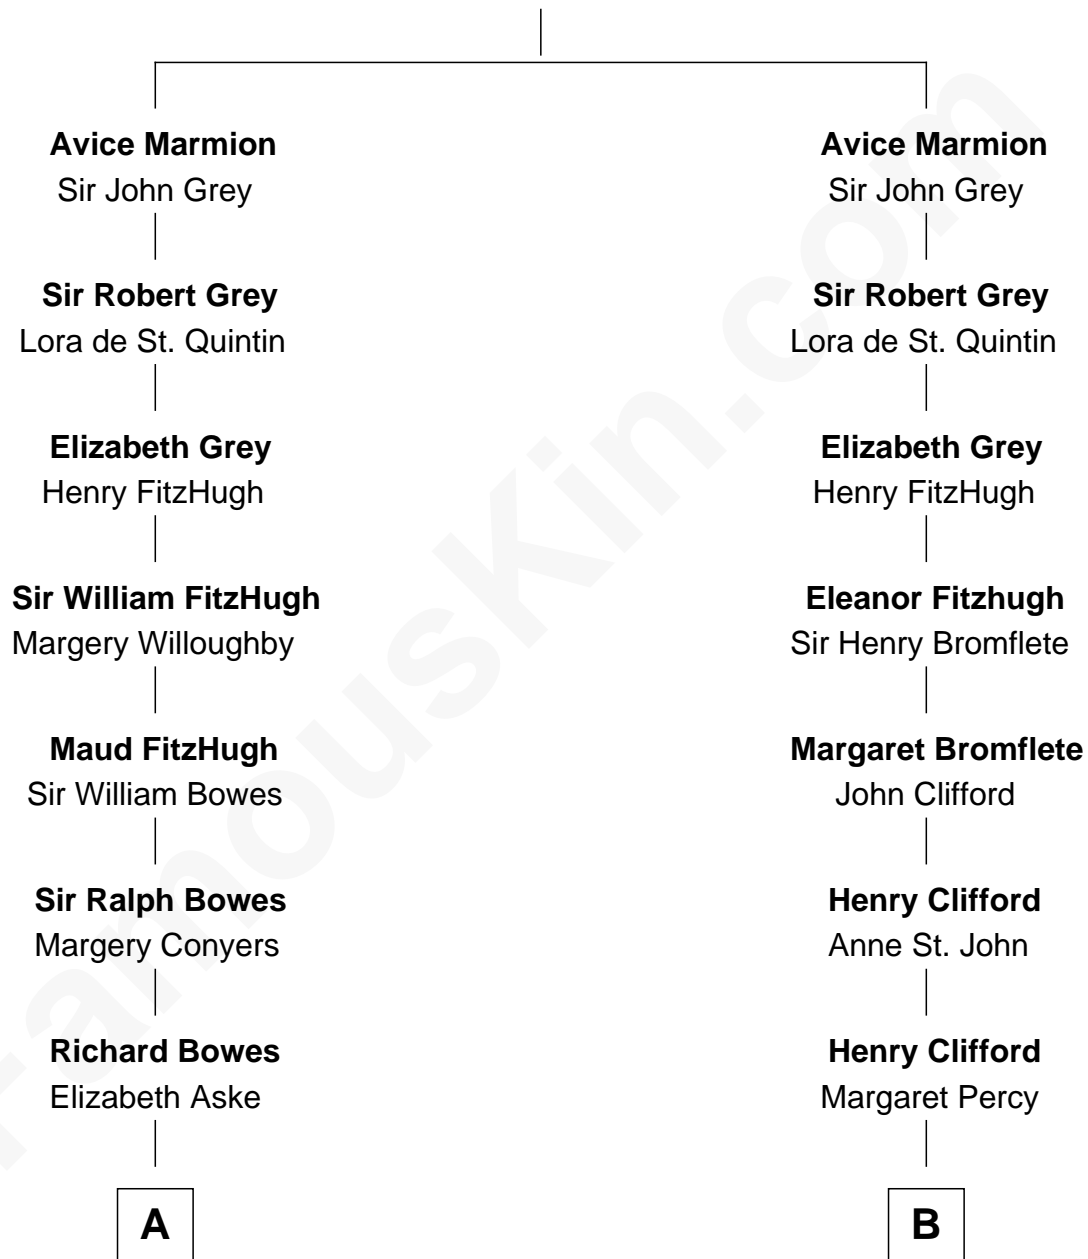 Avice Marmion
Sir John Grey
Sir Robert Grey
Lora de St. Quintin
Elizabeth Grey
Henry FitzHugh
Sir William FitzHugh
Margery Willoughby
Maud FitzHugh
Sir William Bowes
Sir Ralph Bowes
Margery Conyers
Richard Bowes
Elizabeth Aske
A
Avice Marmion
Sir John Grey
Sir Robert Grey
Lora de St. Quintin
Elizabeth Grey
Henry FitzHugh
Eleanor Fitzhugh
Sir Henry Bromflete
Margaret Bromflete
John Clifford
Henry Clifford
Anne St. John
Henry Clifford
Margaret Percy
B
FamousKin.com